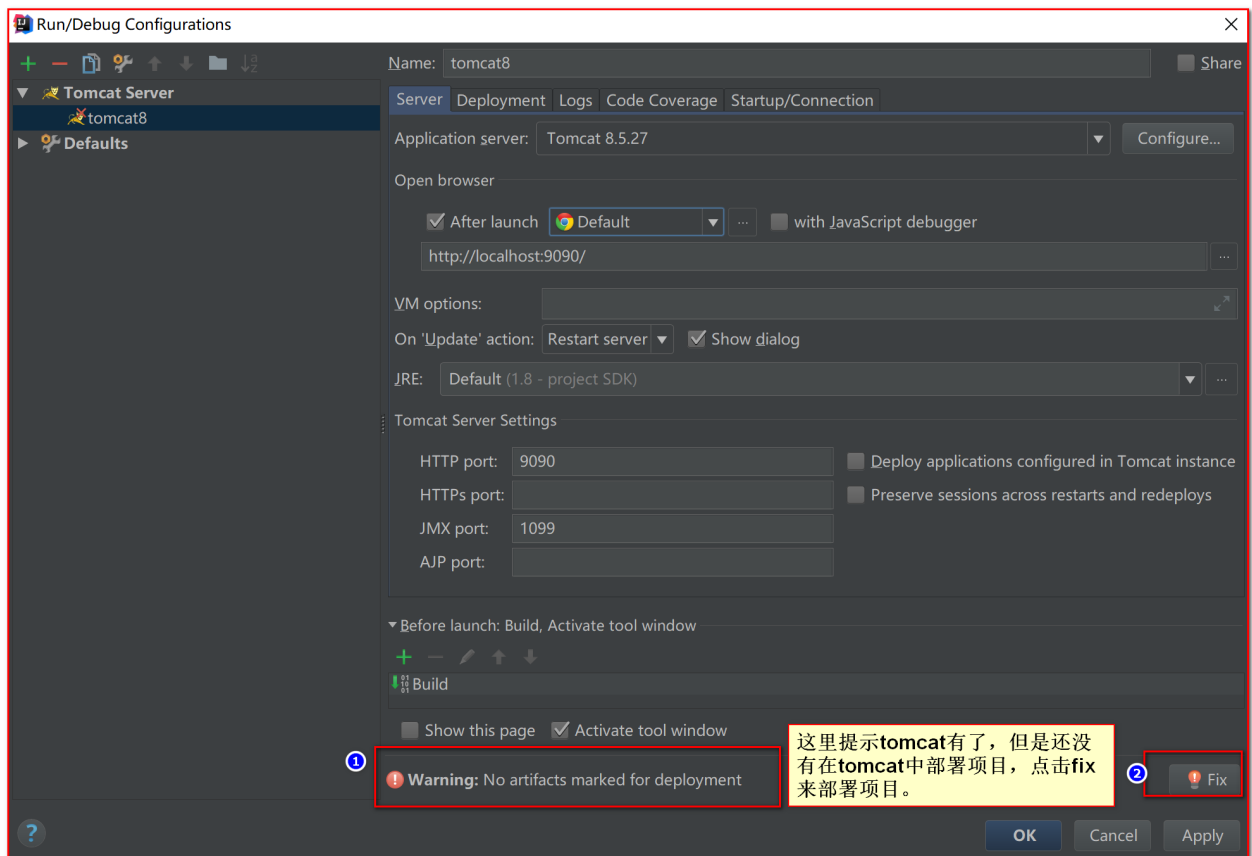 Run/Debug Configurations
Name: tomcat8
Share
Tomcat Server
tomcat8
Defaults
Server Deployment Logs Code Coverage Startup/Connection
Application server: Tomcat 8.5.27
Configure...
Open browser
After launch Default ... with JavaScript debugger
http://localhost:9090/
...
VM options:
On 'Update' action: Restart server Show dialog
JRE: Default (1.8 - project SDK)
...
Tomcat Server Settings
HTTP port: 9090
Deploy applications configured in Tomcat instance
HTTPs port:
Preserve sessions across restarts and redeploys
JMX port: 1099
AJP port:
Before launch: Build, Activate tool window
Build
Show this page Activate tool window
1
Warning: No artifacts marked for deployment
这里提示tomcat有了，但是还没
有在tomcat中部署项目，点击fix
来部署项目。
2
Fix
?
OK Cancel Apply